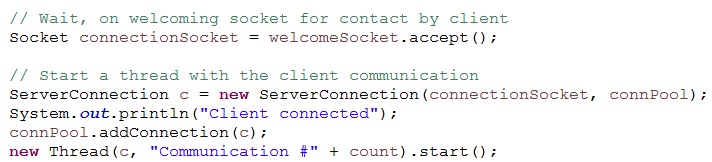 // Wait, on welcoming socket for contact by client
Socket connectionSocket = welcomeSocket.accept();
// Start a thread with the client communication
ServerConnection c = new ServerConnection(connectionSocket, connPool);
System.out.println("Client connected");
connPool.addConnection(c);
new Thread(c, "Communication #" + count).start();